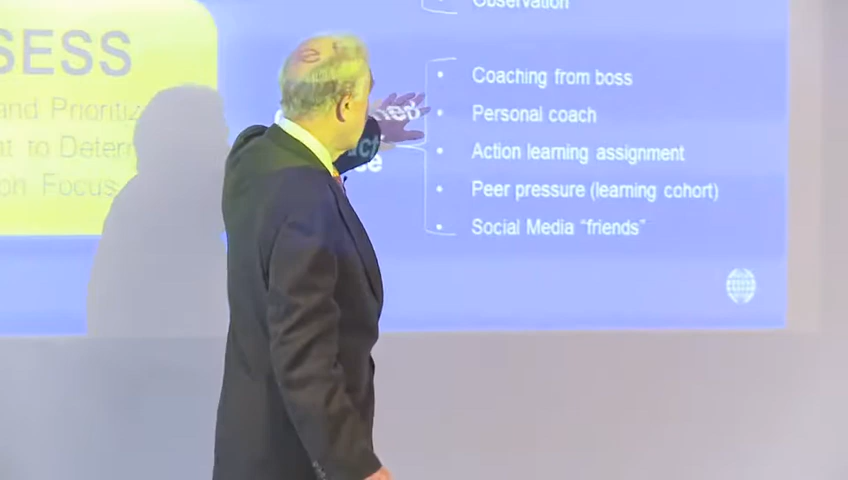 SESS
and Prioritiz
to Determ
Focus
Observation
Coaching from boss
Personal coach
Action learning assignment
Peer pressure (learning cohort)
Social Media “friends”